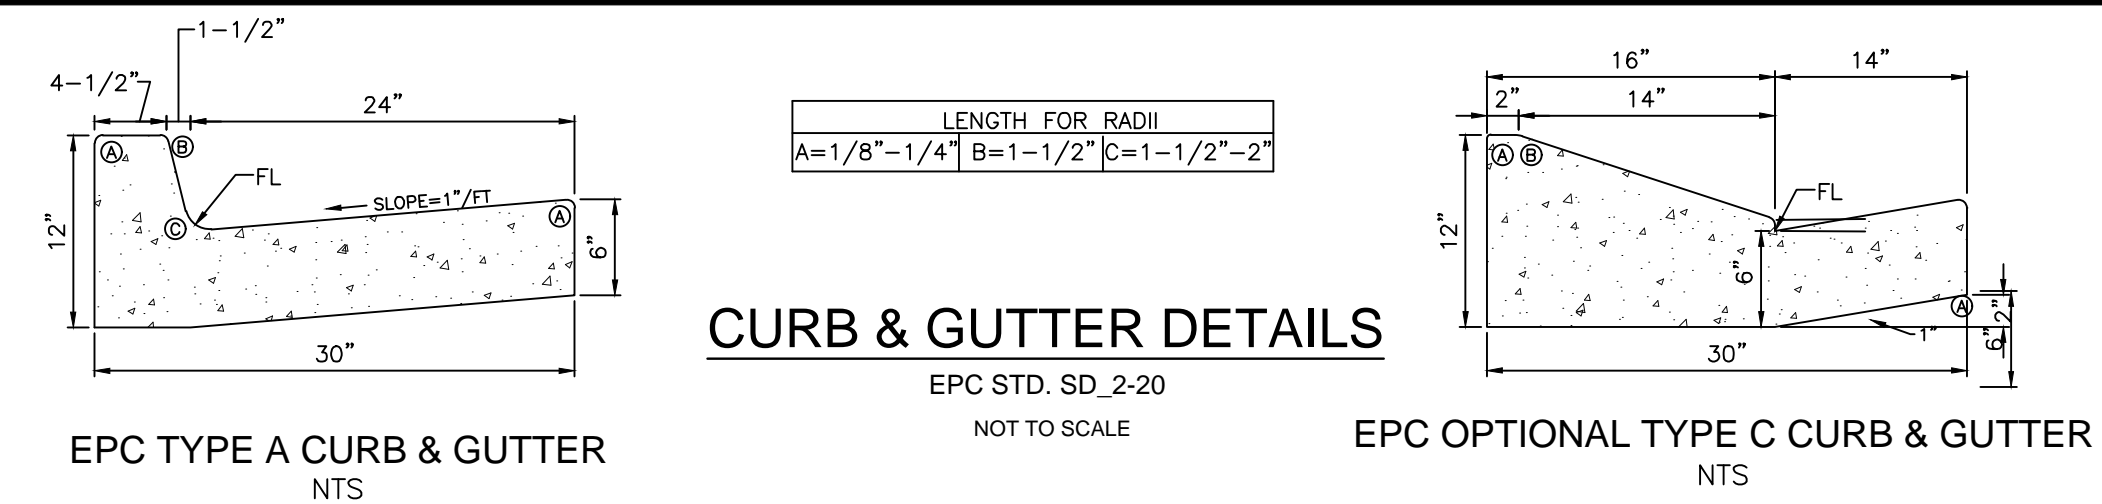 1-1/2"
4-1/2"
24"
A
B
FL
SLOPE=1"/FT
A
C
12"
6"
30"
EPC TYPE A CURB & GUTTER
NTS
LENGTH FOR RADII
A=1/8"-1/4" B=1-1/2" C=1-1/2"-2"
CURB & GUTTER DETAILS
EPC STD. SD_2-20
NOT TO SCALE
16" 14"
2" 14"
A B
FL
12"
6"
A
2"
1"
6"
30"
EPC OPTIONAL TYPE C CURB & GUTTER
NTS